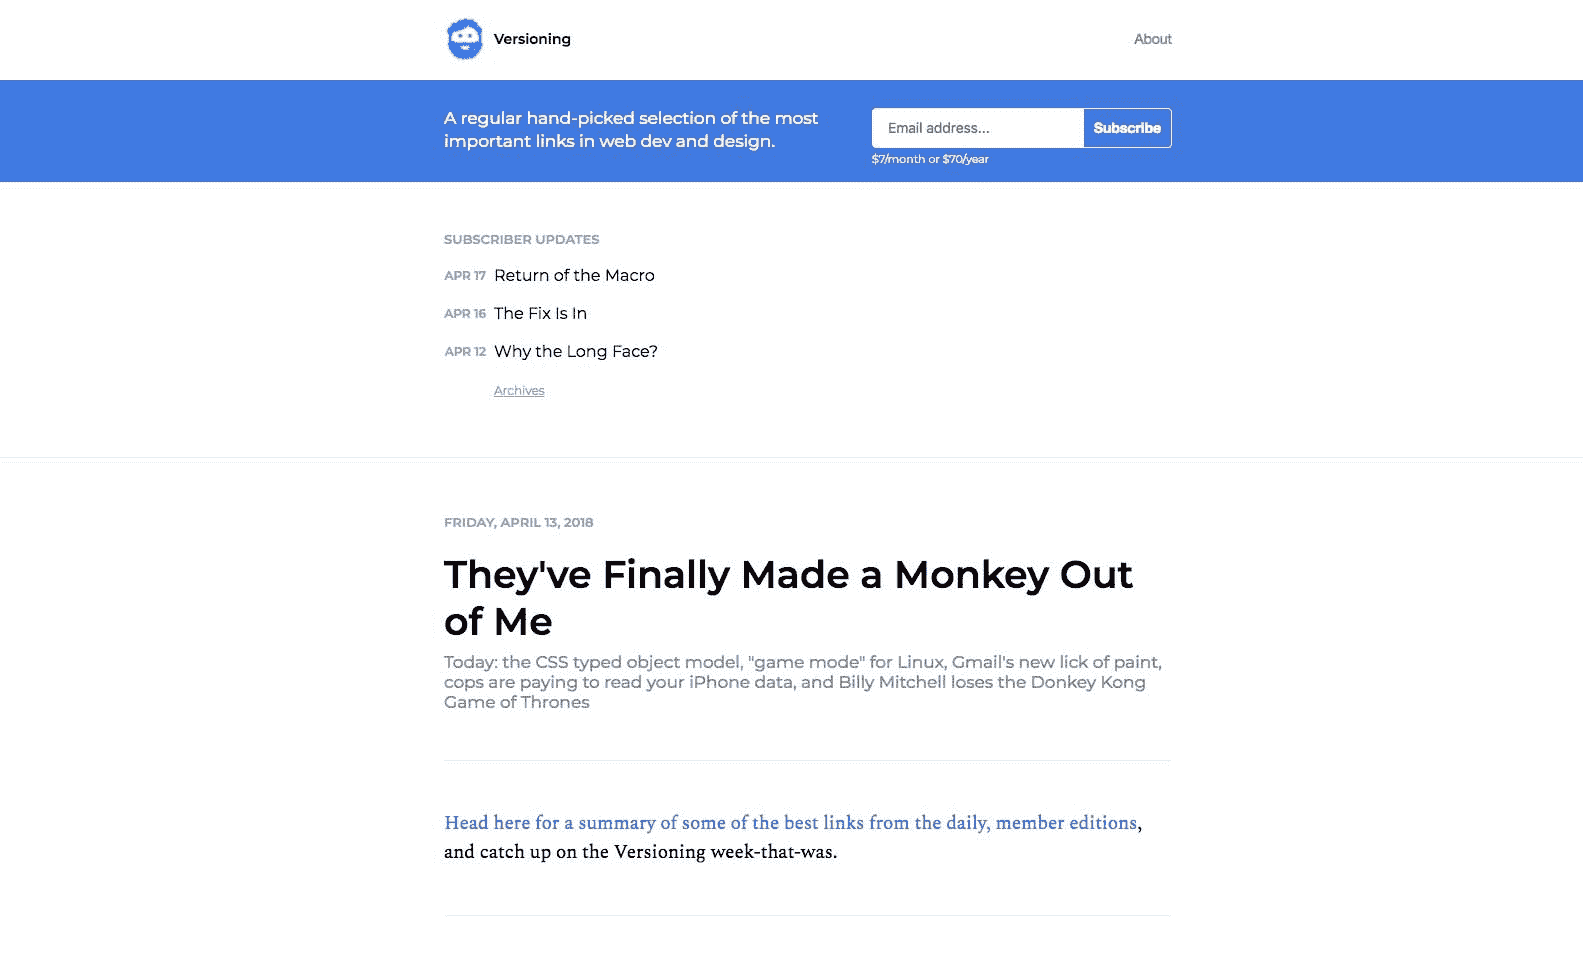 Versioning
About
A regular hand-picked selection of the most
important links in web dev and design.
Email address...
Subscribe
$7/month or $70/year
SUBSCRIBER UPDATES
APR 17 Return of the Macro
APR 16 The Fix Is In
APR 12 Why the Long Face?
Archives
FRIDAY, APRIL 13, 2018
They've Finally Made a Monkey Out
of Me
Today: the CSS typed object model, "game mode" for Linux, Gmail's new lick of paint,
cops are paying to read your iPhone data, and Billy Mitchell loses the Donkey Kong
Game of Thrones
Head here for a summary of some of the best links from the daily, member editions,
and catch up on the Versioning week-that-was.